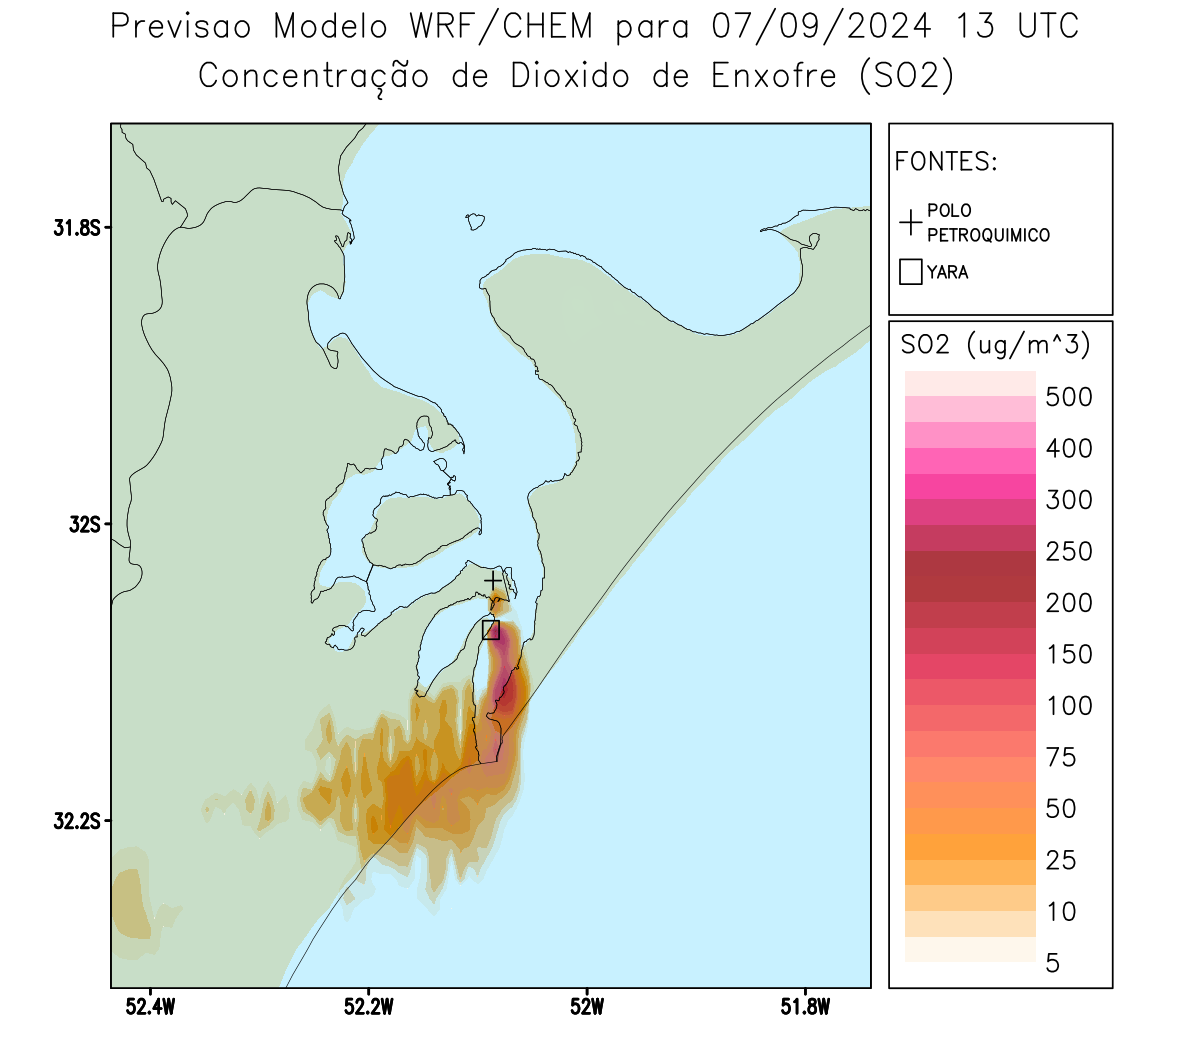 Previsao Modelo WRF/CHEM para 07/09/2024 13 UTC
Concentração de Dioxido de Enxofre (SO2)
FONTES:
POLO
PETROQUIMICO
YARA
31.8S
32S
32.2S
52.4W
52.2W
52W
51.8W
SO2 (ug/m^3)
500
400
300
250
200
150
100
75
50
25
10
5